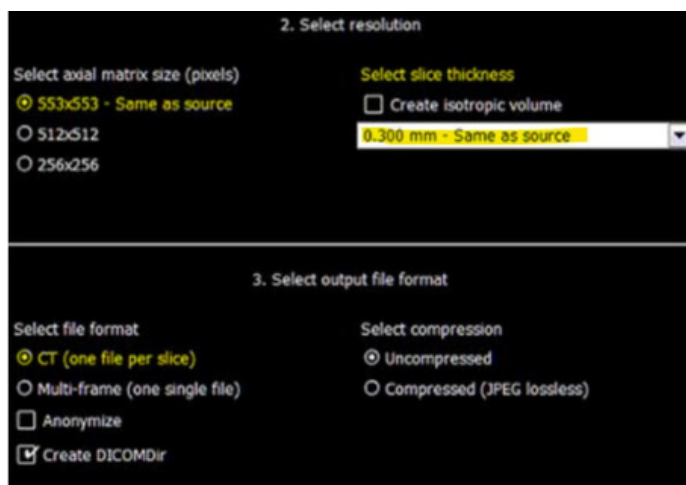 2. Select resolution
Select axial matrix size (pixels)
553x553 - Same as source
512x512
256x256
Select slice thickness
Create isotropic volume
0.300 mm - Same as source
3. Select output file format
Select file format
CT (one file per slice)
Multi-frame (one single file)
Anonymize
Create DICOMDir
Select compression
Uncompressed
Compressed (JPEG lossless)